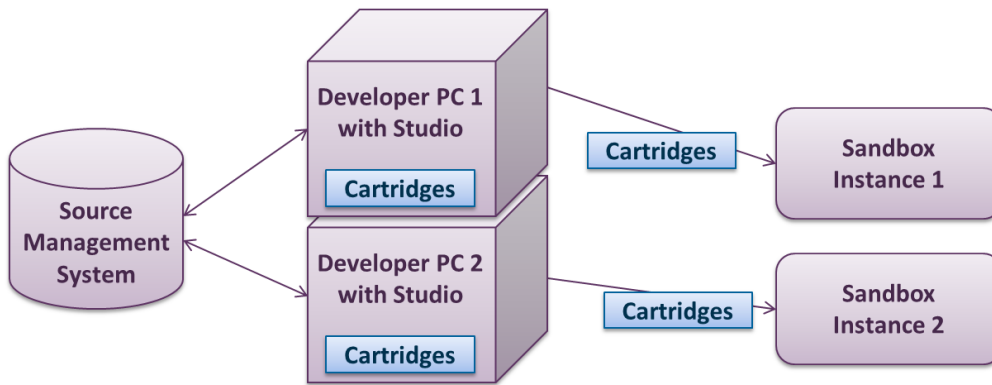 Source
Management
System
Developer PC 1
with Studio
Cartridges
Developer PC 2
with Studio
Cartridges
Cartridges
Sandbox
Instance 1
Cartridges
Sandbox
Instance 2